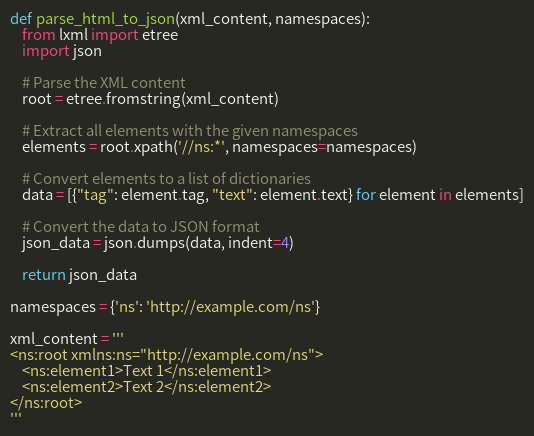 def parse_html_to_json(xml_content, namespaces):
    from lxml import etree
    import json

    # Parse the XML content
    root = etree.fromstring(xml_content)

    # Extract all elements with the given namespaces
    elements = root.xpath('//ns:*', namespaces=namespaces)

    # Convert elements to a list of dictionaries
    data = [{"tag": element.tag, "text": element.text} for element in elements]

    # Convert the data to JSON format
    json_data = json.dumps(data, indent=4)

    return json_data

namespaces = {'ns': 'http://example.com/ns'}

xml_content = '''
<ns:root xmlns:ns="http://example.com/ns">
    <ns:element1>Text 1</ns:element1>
    <ns:element2>Text 2</ns:element2>
</ns:root>
'''